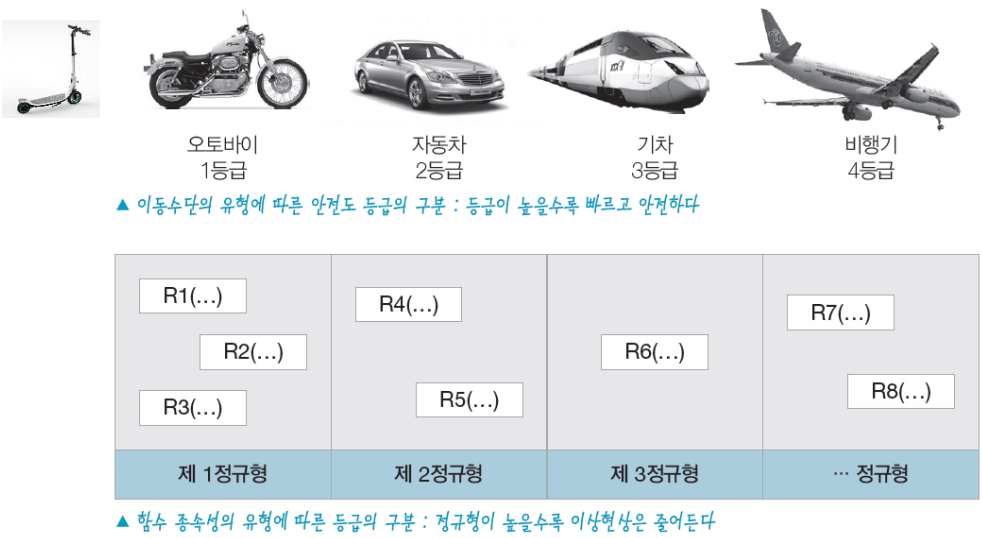 오토바이 자동차 기차 비행기
1등급 2등급 3등급 4등급
▲ 이동수단의 유형에 따른 안전도 등급의 구분 : 등급이 높을수록 빠르고 안전하다
R1(…) R4(…) R7(…)
R2(…) R6(…)
R3(…) R5(…) R8(…)
제 1정규형 제 2정규형 제 3정규형 … 정규형
▲ 함수 종속성의 유형에 따른 등급의 구분 : 정규형이 높을수록 이상현상은 줄어든다